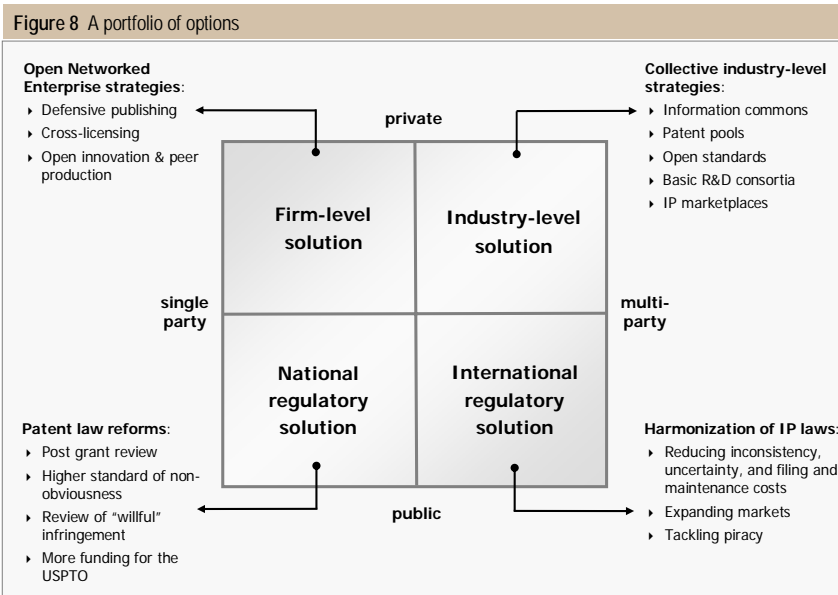 Figure 8 A portfolio of options
Open Networked
Enterprise strategies:
‣ Defensive publishing
‣ Cross-licensing
‣ Open innovation & peer
production
private
Collective industry-level
strategies:
‣ Information commons
‣ Patent pools
‣ Open standards
‣ Basic R&D consortia
‣ IP marketplaces
Firm-level
solution
Industry-level
solution
single
party
multi-
party
National
regulatory
solution
International
regulatory
solution
Patent law reforms:
‣ Post grant review
‣ Higher standard of non-
obviousness
‣ Review of “willful”
infringement
‣ More funding for the
USPTO
public
Harmonization of IP laws:
‣ Reducing inconsistency,
uncertainty, and filing and
maintenance costs
‣ Expanding markets
‣ Tackling piracy